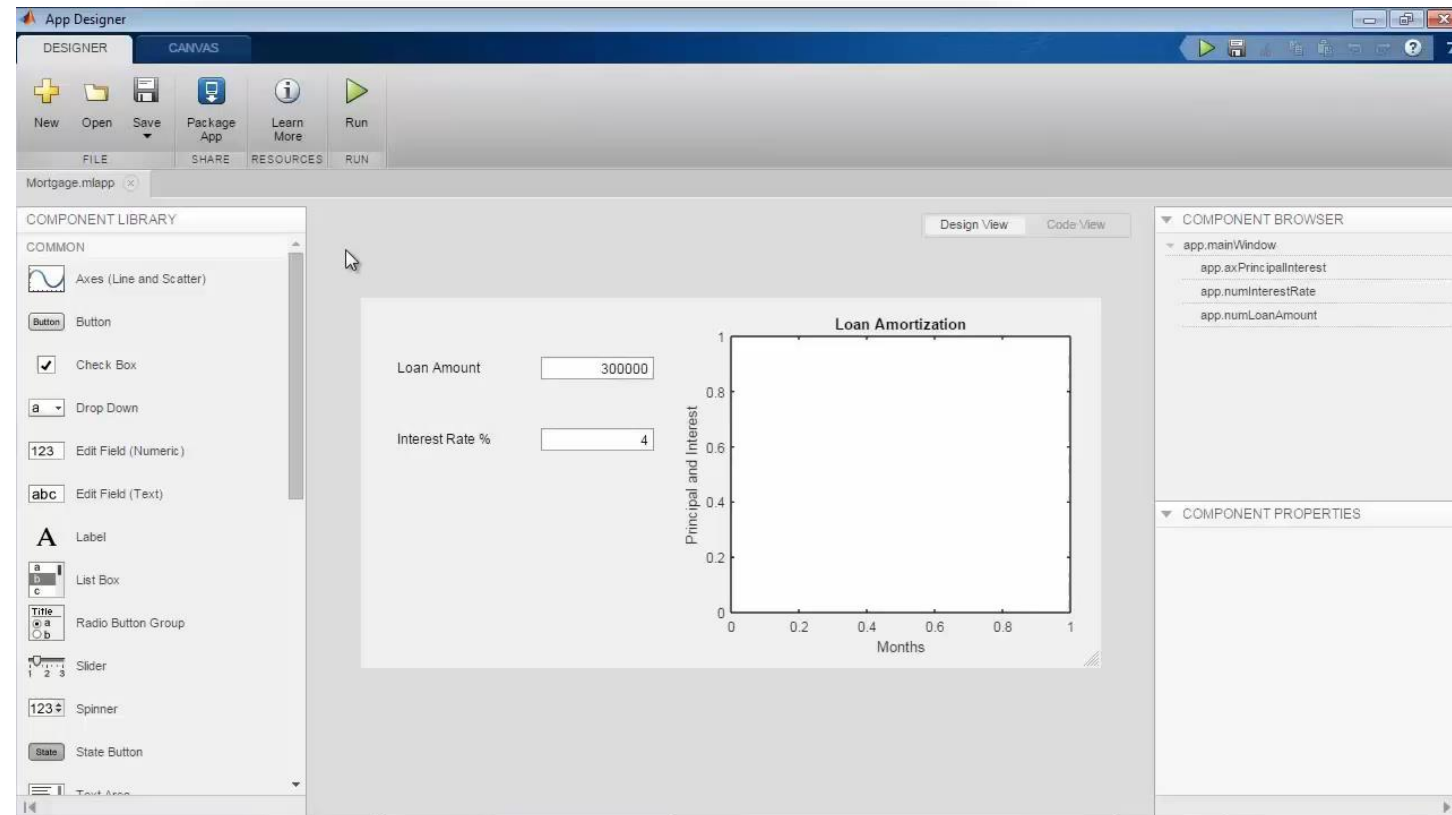 App Designer
DESIGNER CANVAS
New Open Save Package App Learn More Run
FILE SHARE RESOURCES RUN
Mortgage.mlapp
COMPONENT LIBRARY
COMMON
Axes (Line and Scatter)
Button Button
Check Box
a Drop Down
123 Edit Field (Numeric)
abc Edit Field (Text)
A Label
a
b List Box
c
Title
a Radio Button Group
b
Slider
1 2 3
123 Spinner
State State Button
Text Area
Design View Code View
Loan Amount 300000
Interest Rate % 4
Loan Amortization
Principal and Interest
1
0.8
0.6
0.4
0.2
0
0 0.2 0.4 0.6 0.8 1
Months
COMPONENT BROWSER
app.mainWindow
app.axPrincipalInterest
app.numInterestRate
app.numLoanAmount
COMPONENT PROPERTIES